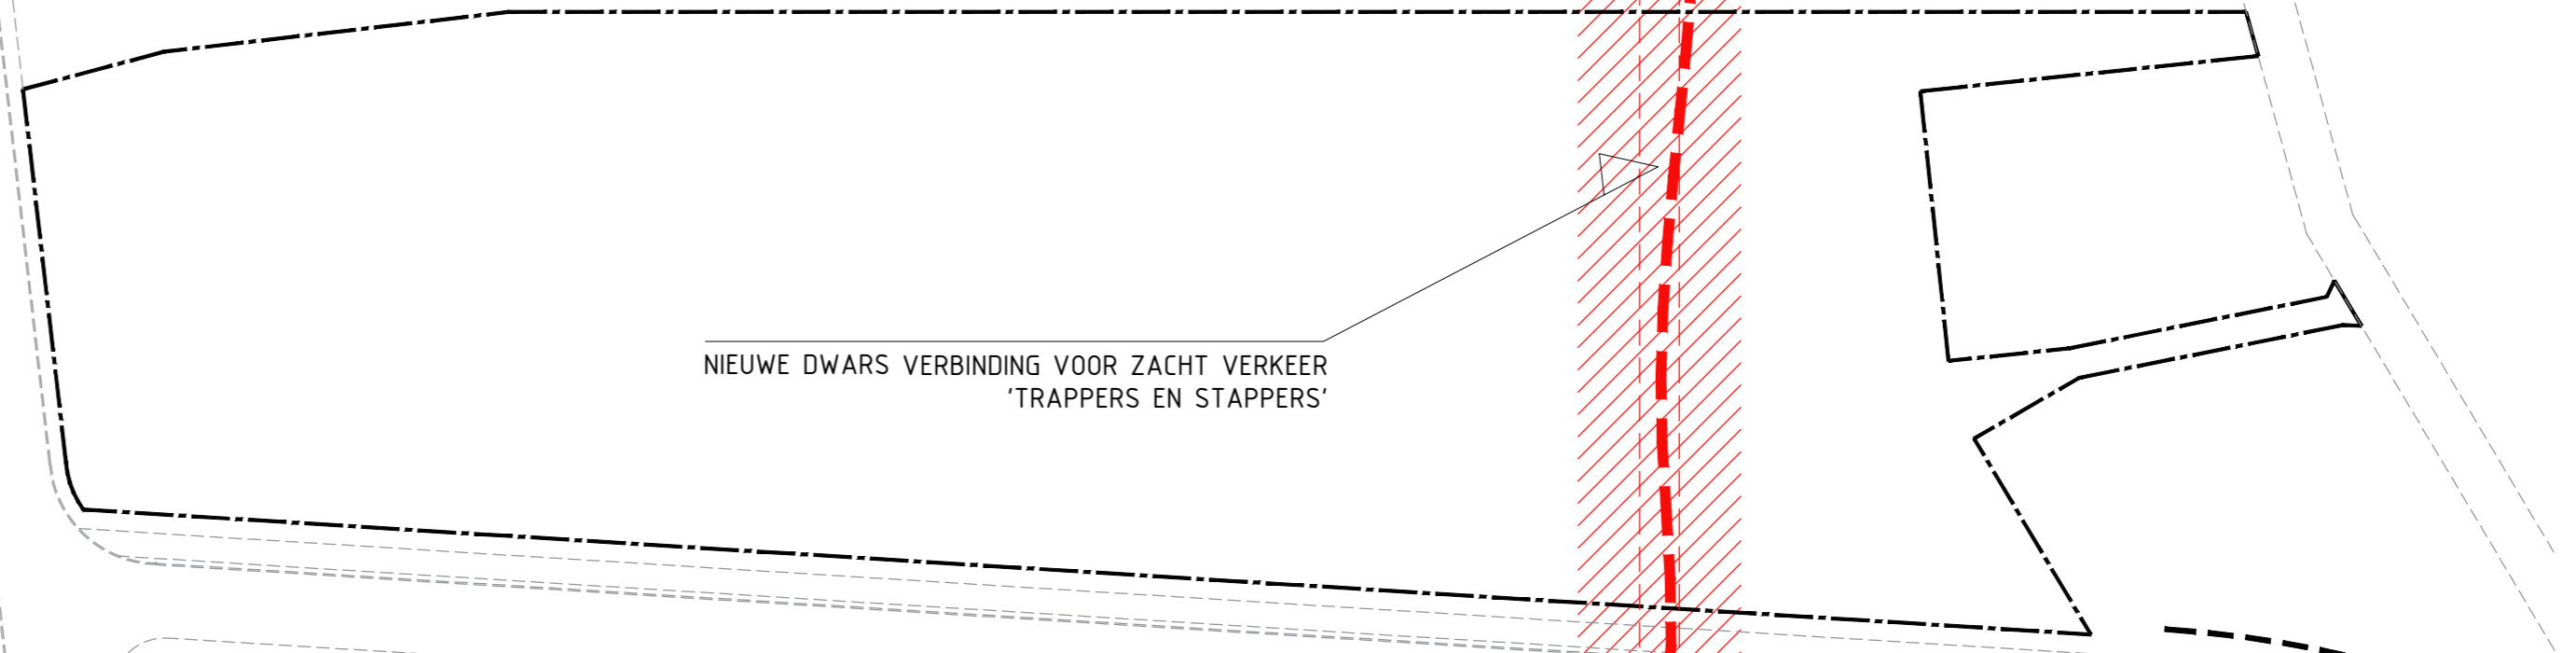 NIEUWE DWARS VERBINDING VOOR ZACHT VERKEER
'TRAPPERS EN STAPPERS'